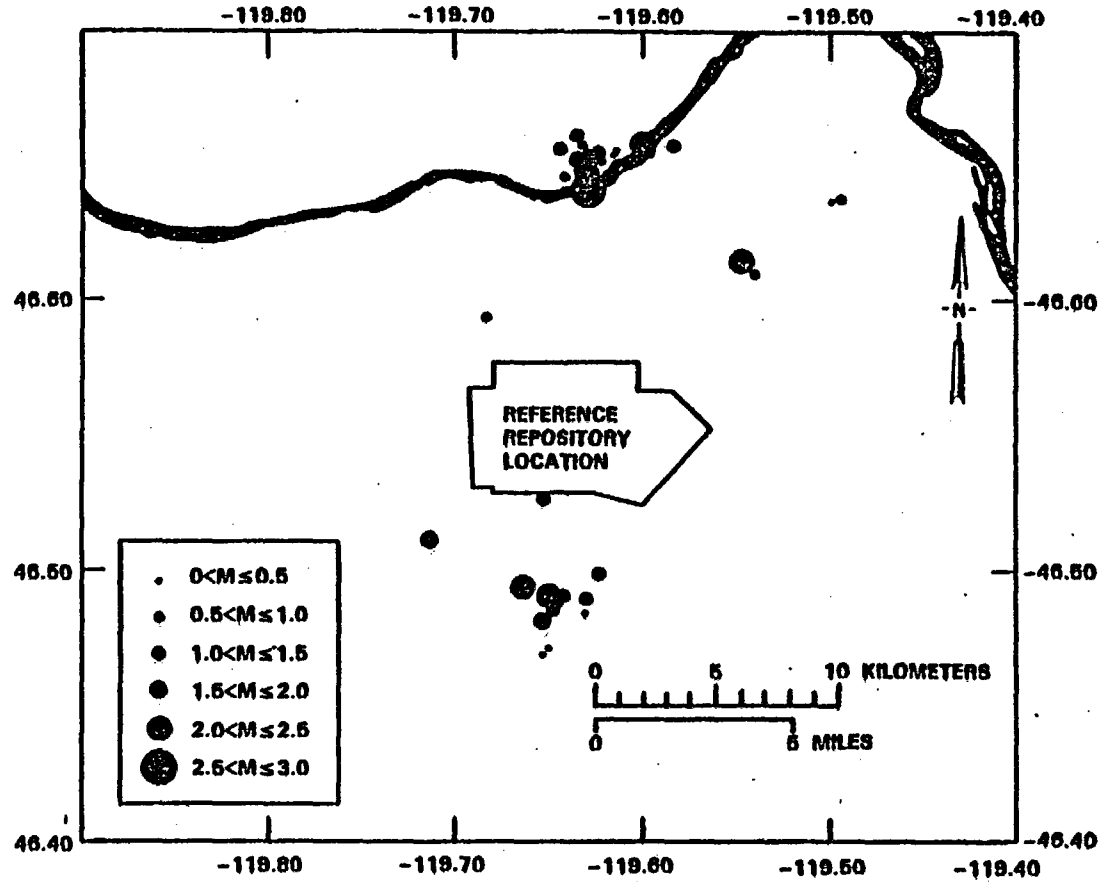 -119.80 -119.70 -119.60 -119.50 -119.40
46.60 -46.60
-N-
REFERENCE
REPOSITORY
LOCATION
46.50 -46.50
0<M≤0.5
0.5<M≤1.0
1.0<M≤1.5
1.5<M≤2.0
2.0<M≤2.5
2.5<M≤3.0
0 5 10 KILOMETERS
0 5 MILES
46.40 -46.40
-119.80 -119.70 -119.60 -119.50 -119.40